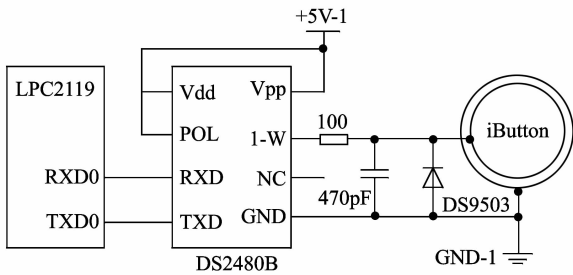 +5V-1
LPC2119
Vdd
Vpp
POL
1-W
100
iButton
RXD0
RXD
NC
470pF
DS9503
TXD0
TXD
GND
GND-1
DS2480B